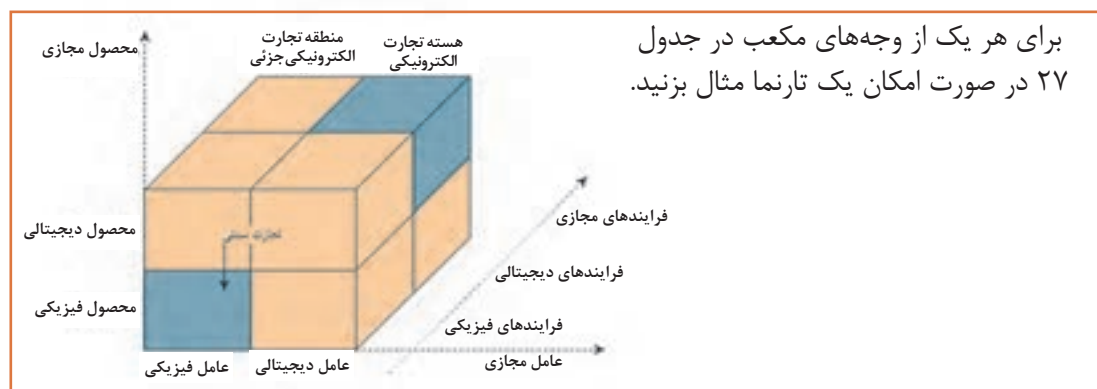 برای هر یک از وجه‌های مکعب در جدول
۲۷ در صورت امکان یک تارنما مثال بزنید.
هسته تجارت
الکترونیکی
منطقه تجارت
الکترونیکی‌جزئی
محصول مجازی
محصول دیجیتالی
محصول فیزیکی
تجارت سنتی
فرایندهای مجازی
فرایندهای دیجیتالی
فرایندهای فیزیکی
عامل مجازی
عامل دیجیتالی
عامل فیزیکی